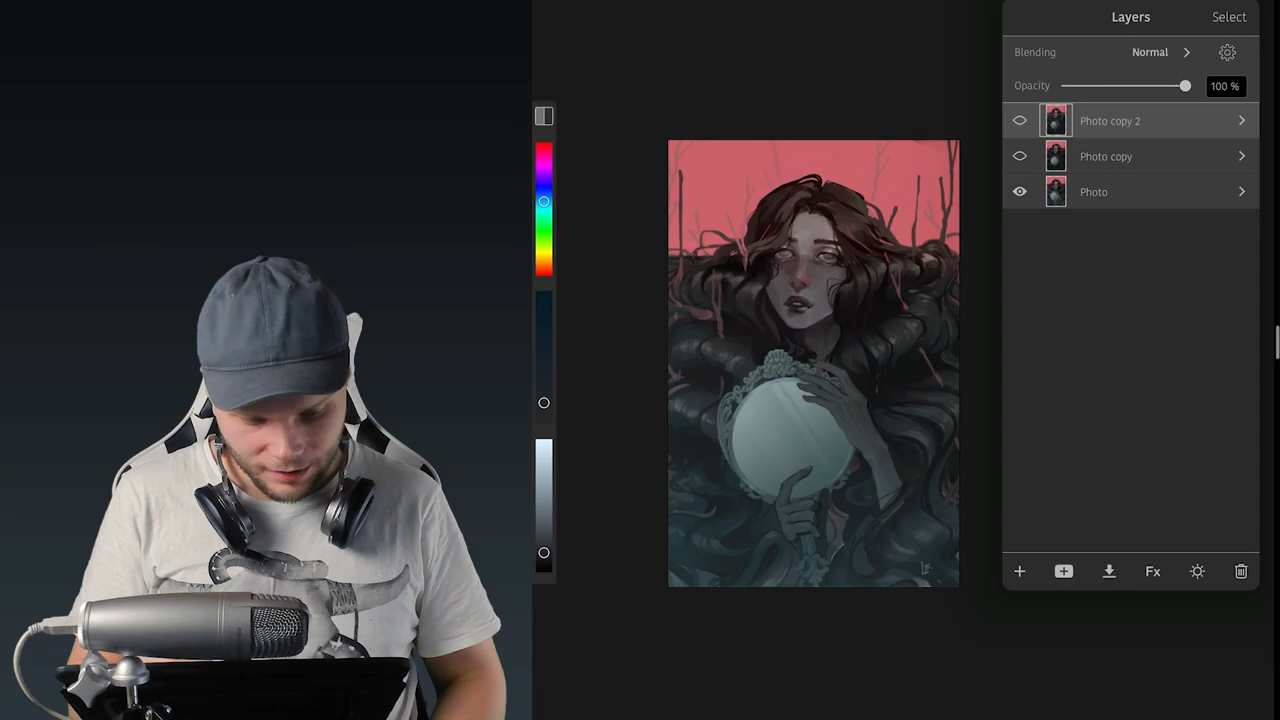 Layers Select
Blending Normal
Opacity 100 %
Photo copy 2
Photo copy
Photo
Fx